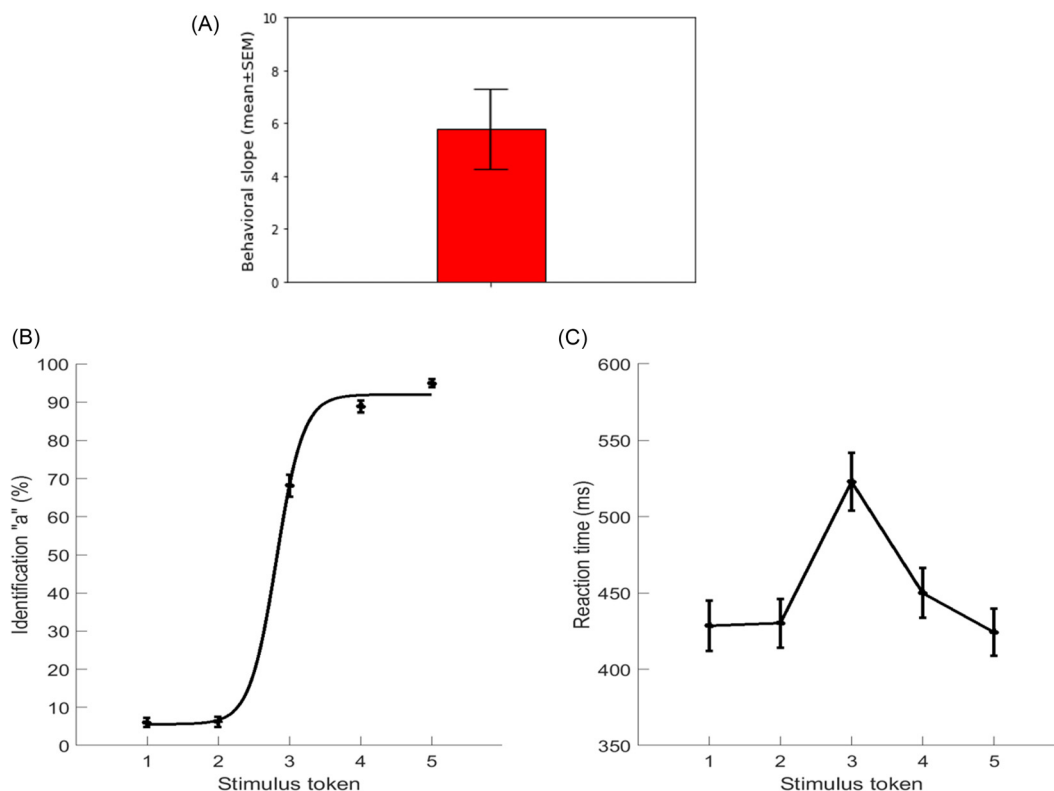 (A)
Behavioral slope (mean±SEM)
10
8
6
4
2
0
(B)
Identification "a" (%)
100
90
80
70
60
50
40
30
20
10
0
1 2 3 4 5
Stimulus token
(C)
Reaction time (ms)
600
550
500
450
400
350
1 2 3 4 5
Stimulus token